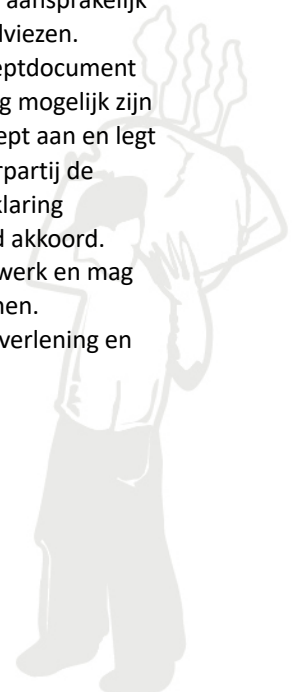 aansprakelijk
lviezen.
eptdocument
g mogelijk zijn
ept aan en legt
rpartij de
klaring
d akkoord.
werk en mag
nen.
verlening en